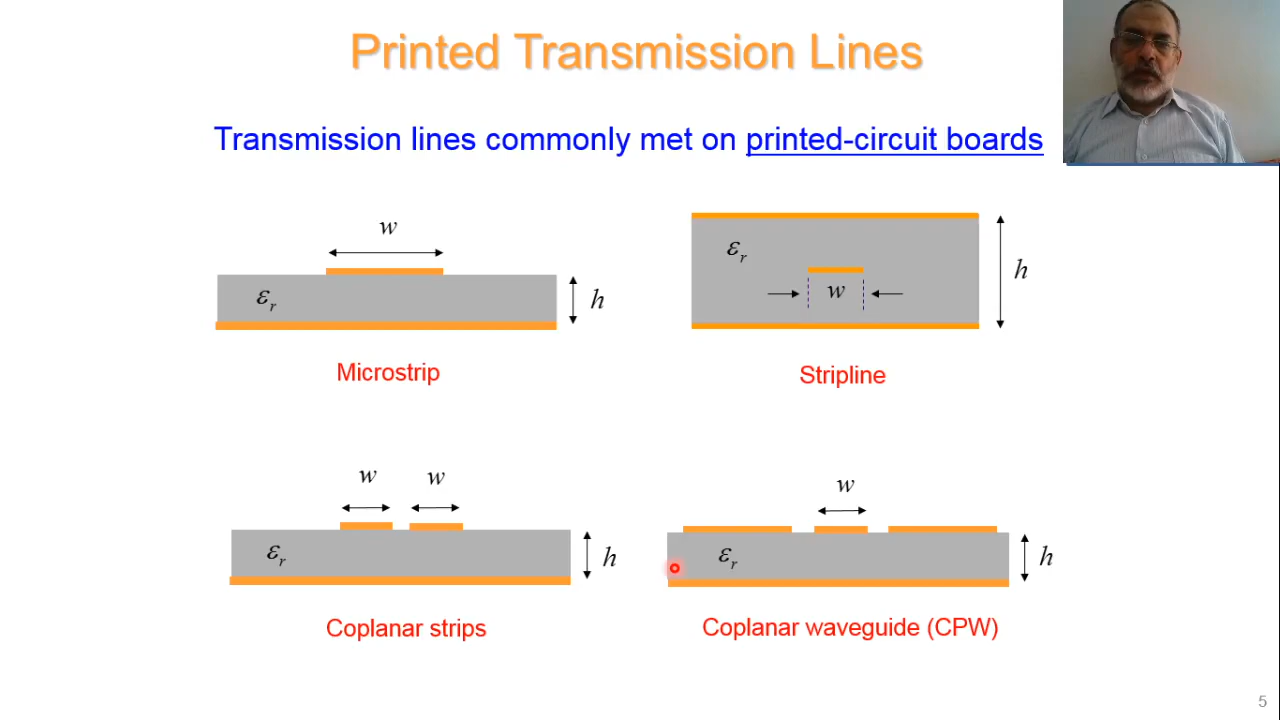 Printed Transmission Lines
Transmission lines commonly met on printed-circuit boards
w
εr
h
Microstrip
εr
w
h
Stripline
w w
εr
h
Coplanar strips
w
εr
h
Coplanar waveguide (CPW)
5